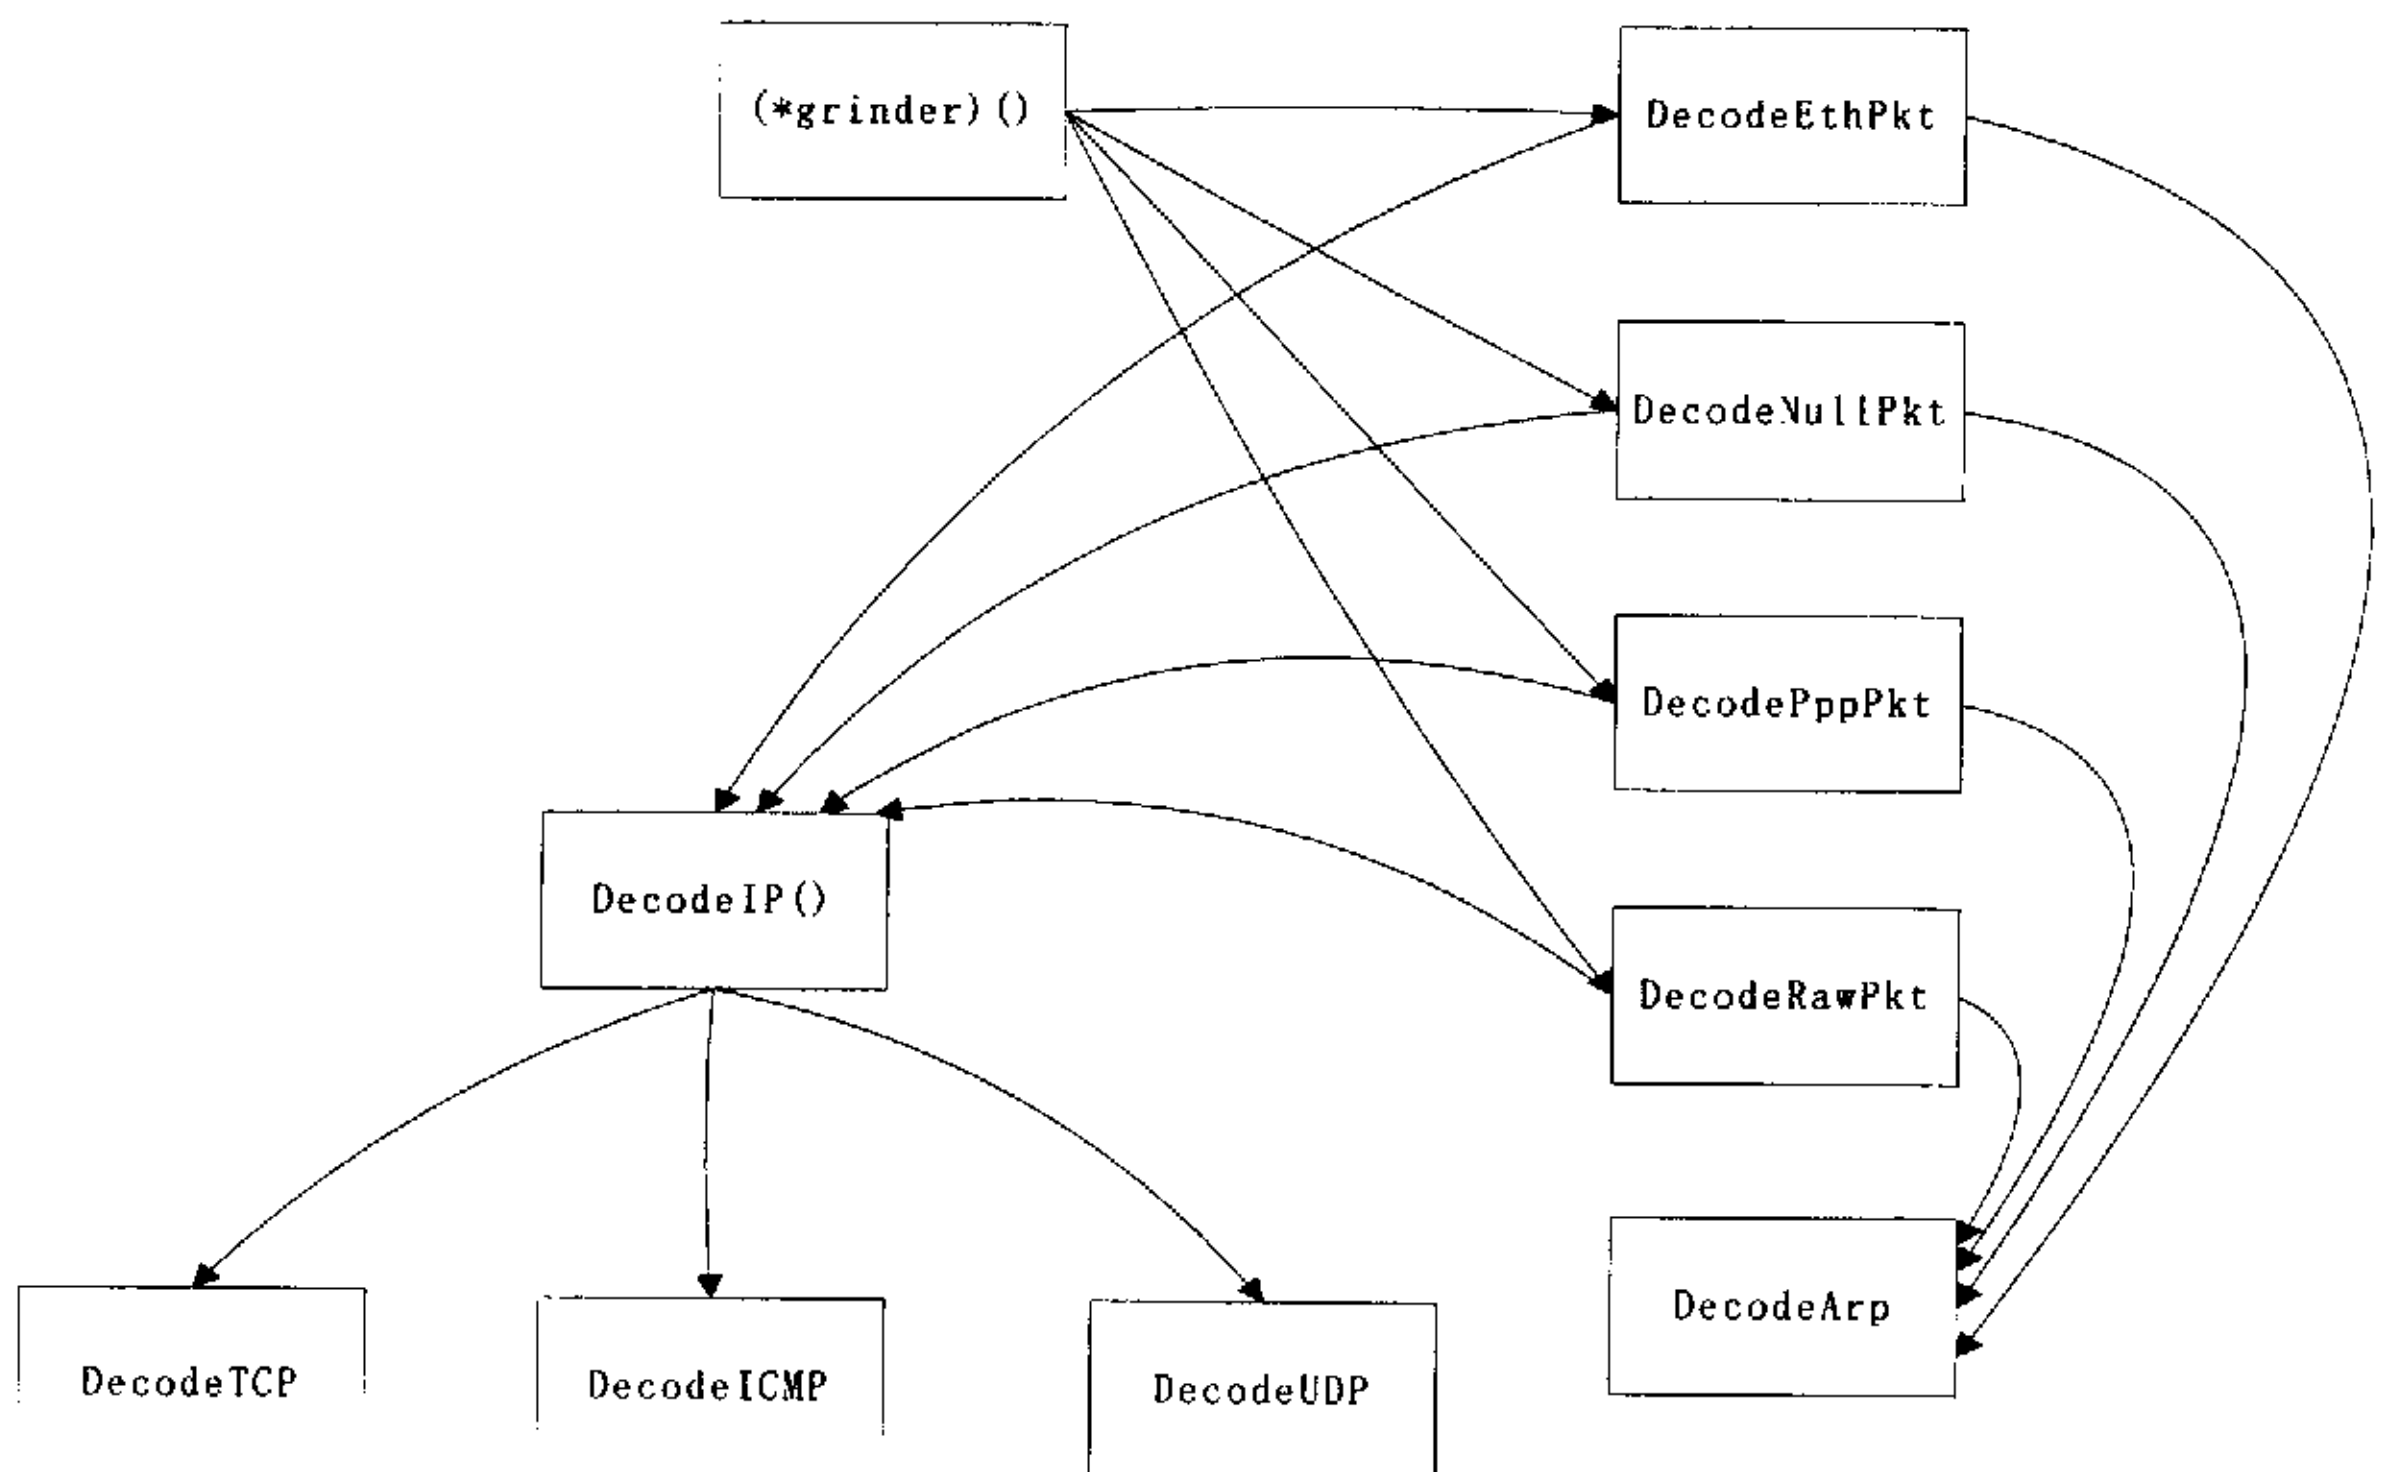 (*grinder)()
DecodeEthPkt
DecodeNullPkt
DecodePppPkt
DecodeIP()
DecodeRawPkt
DecodeArp
DecodeTCP
DecodeICMP
DecodeUDP